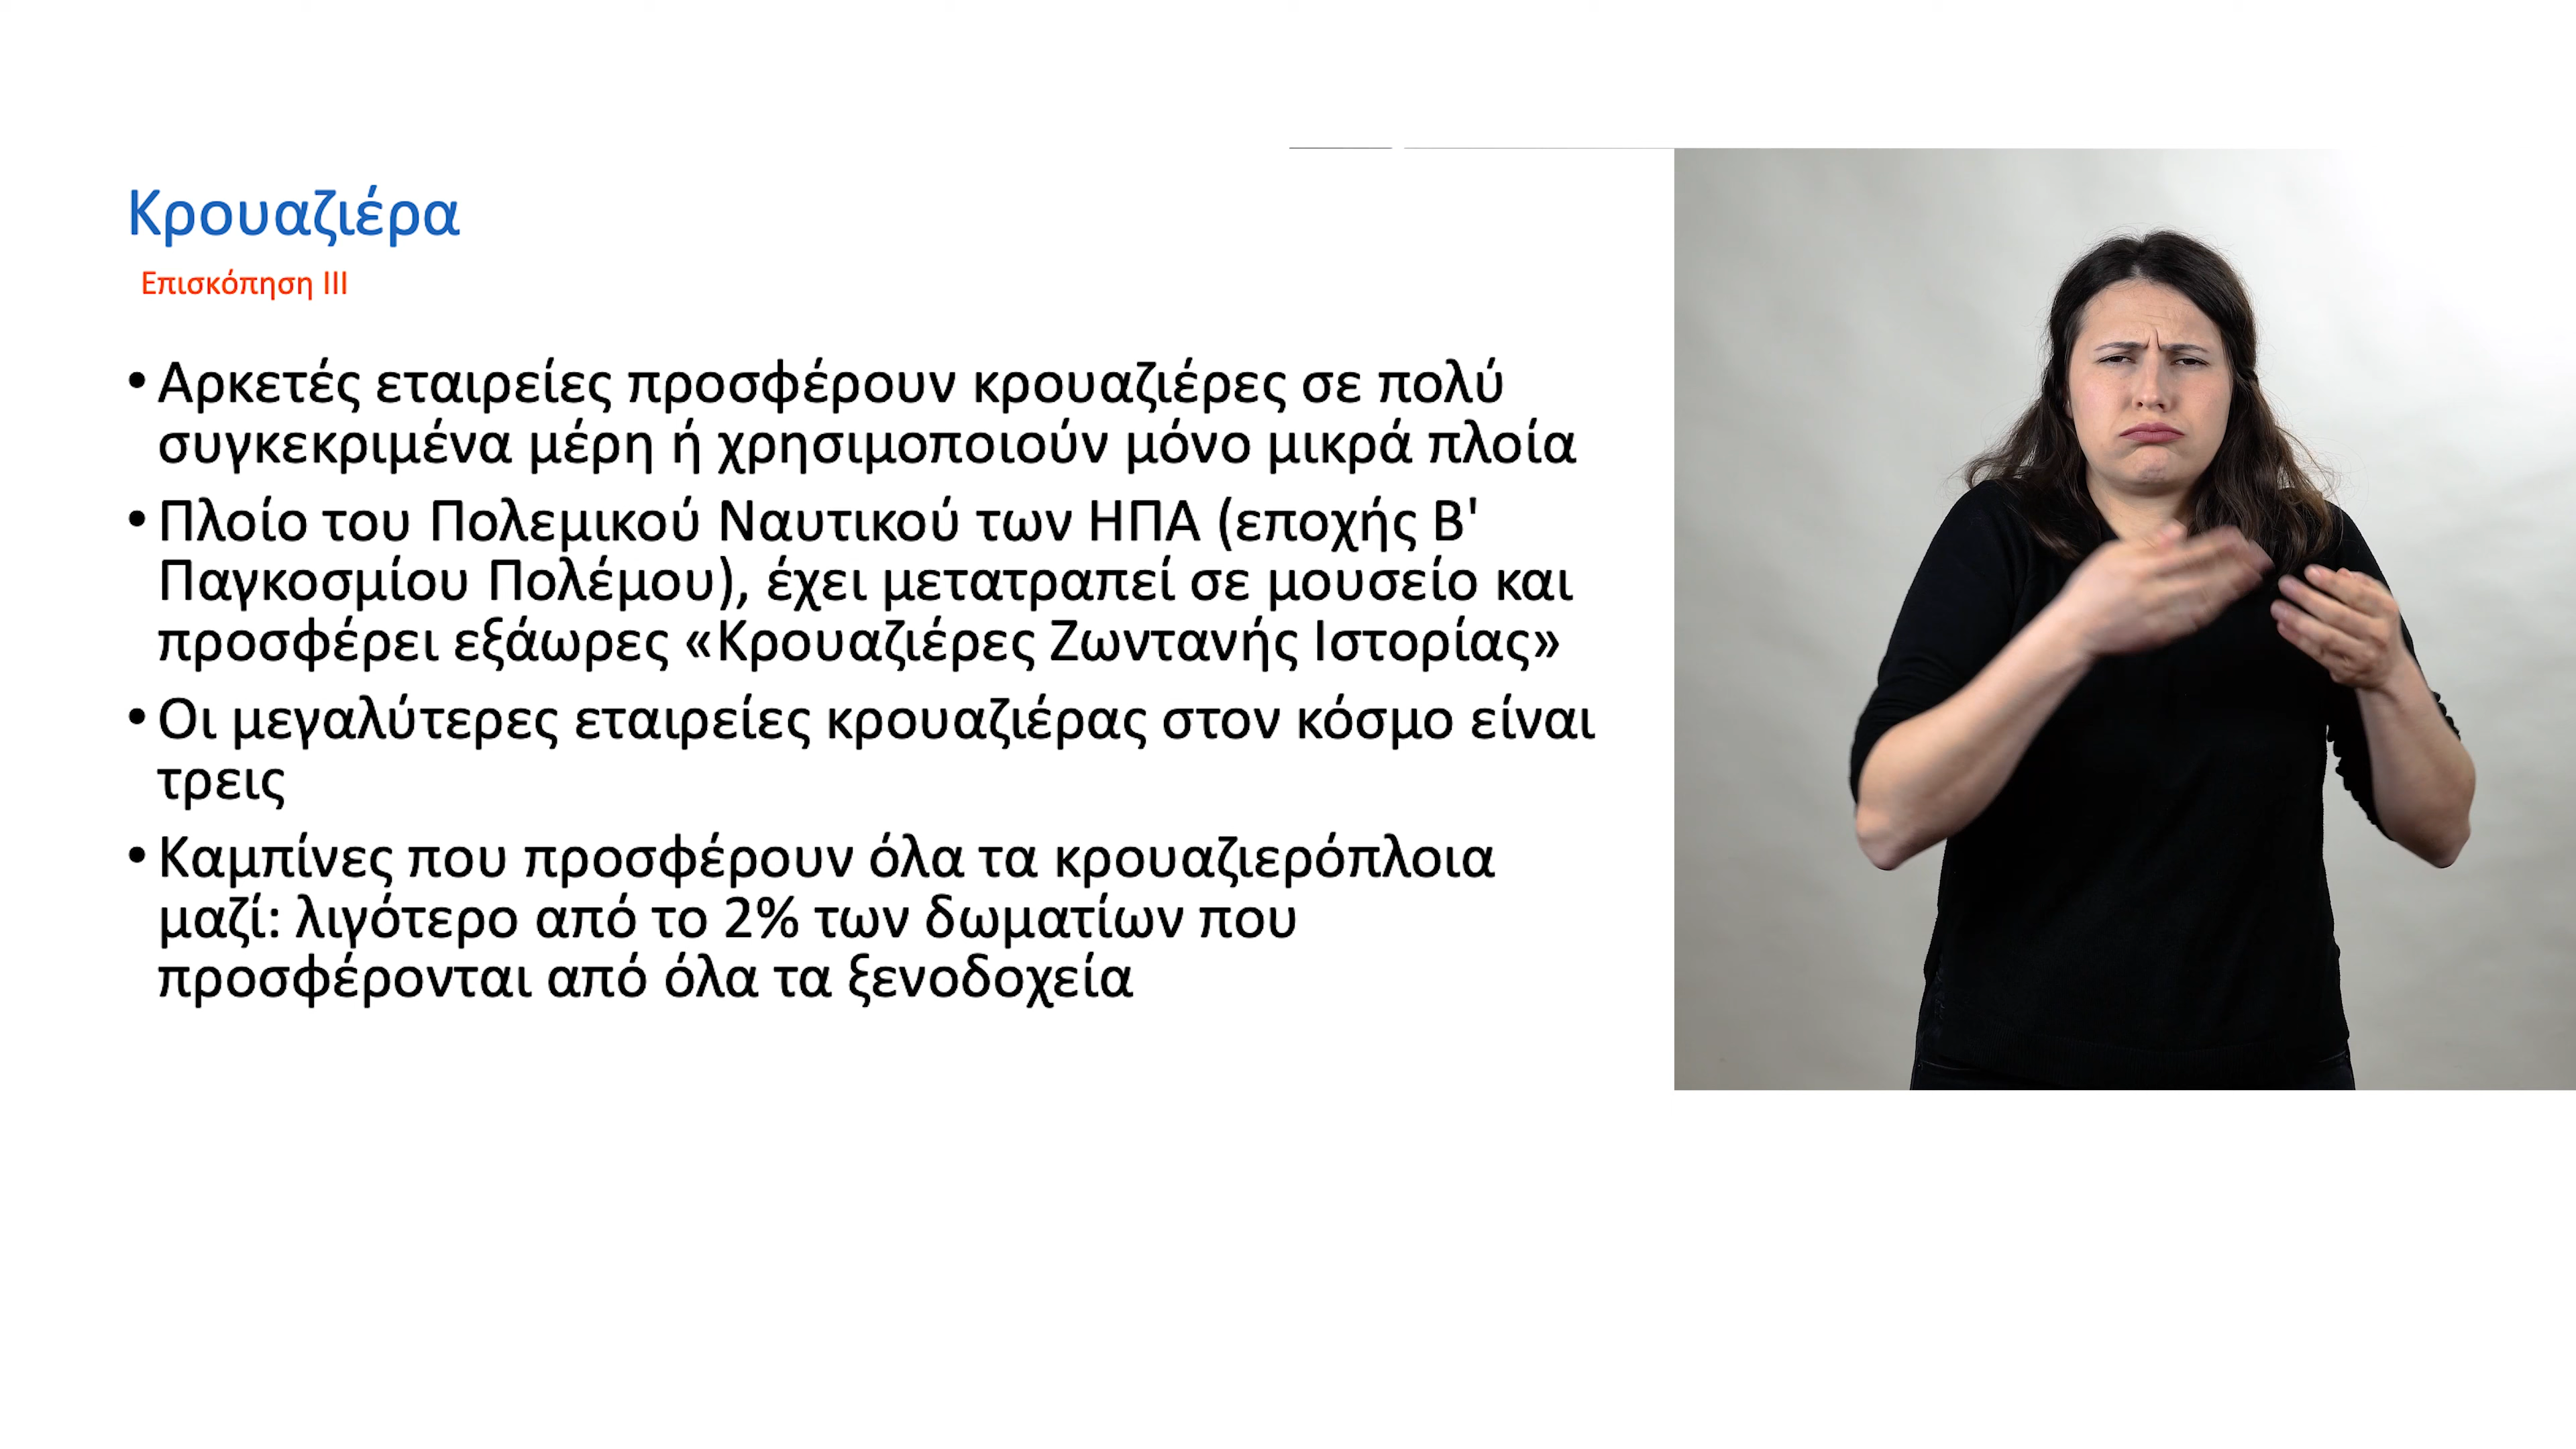 Κρουαζιέρα
Επισκόπηση III
• Αρκετές εταιρείες προσφέρουν κρουαζιέρες σε πολύ
συγκεκριμένα μέρη ή χρησιμοποιούν μόνο μικρά πλοία
• Πλοίο του Πολεμικού Ναυτικού των ΗΠΑ (εποχής Β'
Παγκοσμίου Πολέμου), έχει μετατραπεί σε μουσείο και
προσφέρει εξάωρες «Κρουαζιέρες Ζωντανής Ιστορίας»
• Οι μεγαλύτερες εταιρείες κρουαζιέρας στον κόσμο είναι
τρεις
• Καμπίνες που προσφέρουν όλα τα κρουαζιερόπλοια
μαζί: λιγότερο από το 2% των δωματίων που
προσφέρονται από όλα τα ξενοδοχεία